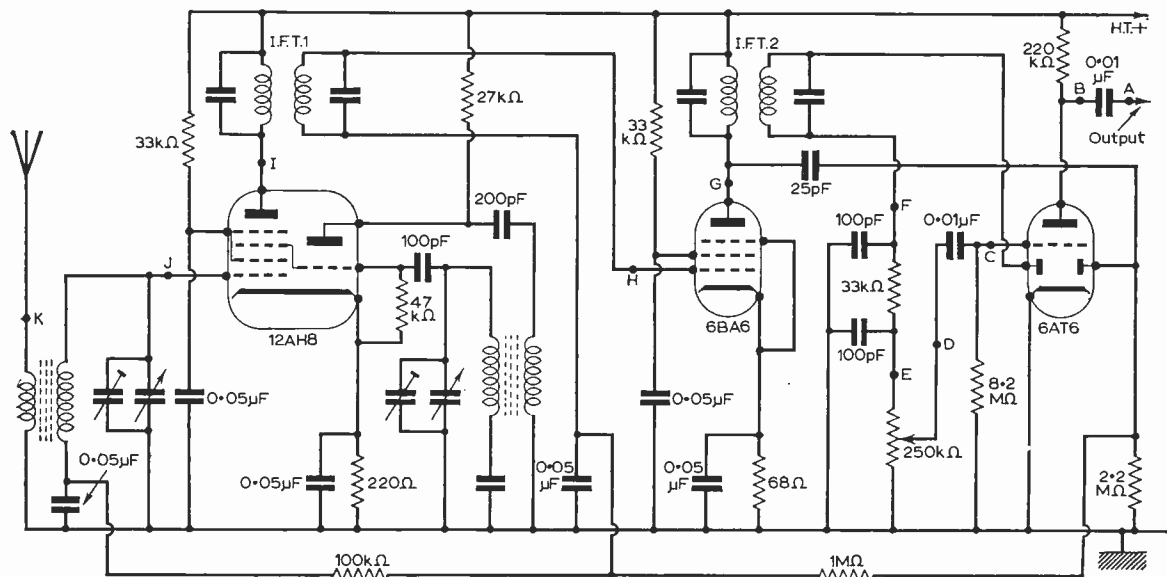 I.F.T.1
I.F.T.2
H.T.+
220
kΩ
0·01
μF
B
A
Output
27kΩ
33kΩ
33
kΩ
I
G
25pF
200pF
100pF
100pF
F
0·01μF
J
H
C
47
kΩ
33kΩ
K
12AH8
6BA6
6AT6
100pF
D
E
0·05μF
0·05μF
8·2
MΩ
0·05μF
0·05μF
220Ω
0·05
μF
0·05
μF
68Ω
250kΩ
2·2
MΩ
100kΩ
1MΩ